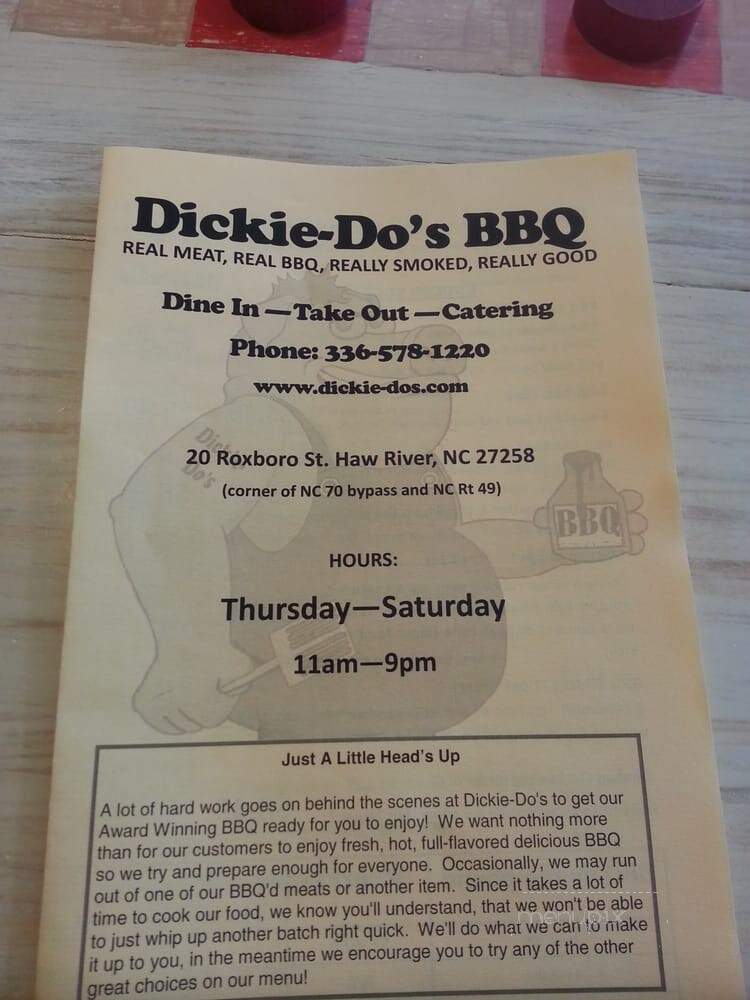 Dickie-Do's BBQ
REAL MEAT, REAL BBQ, REALLY SMOKED, REALLY GOOD
Dine In —Take Out —Catering
Phone: 336-578-1220
www.dickie-dos.com
Dickie
Do's
20 Roxboro St. Haw River, NC 27258
(corner of NC 70 bypass and NC Rt 49)
BBQ
HOURS:
Thursday—Saturday
11am—9pm
Just A Little Head's Up
A lot of hard work goes on behind the scenes at Dickie-Do's to get our
Award Winning BBQ ready for you to enjoy! We want nothing more
than for our customers to enjoy fresh, hot, full-flavored delicious BBQ
so we try and prepare enough for everyone. Occasionally, we may run
out of one of our BBQ'd meats or another item. Since it takes a lot of
time to cook our food, we know you'll understand, that we won't be able
to just whip up another batch right quick. We'll do what we can to make
it up to you, in the meantime we encourage you to try any of the other
great choices on our menu!
menupix